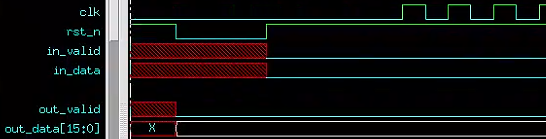 clk
rst_n
in_valid
in_data
out_valid
out_data[15:0]
X